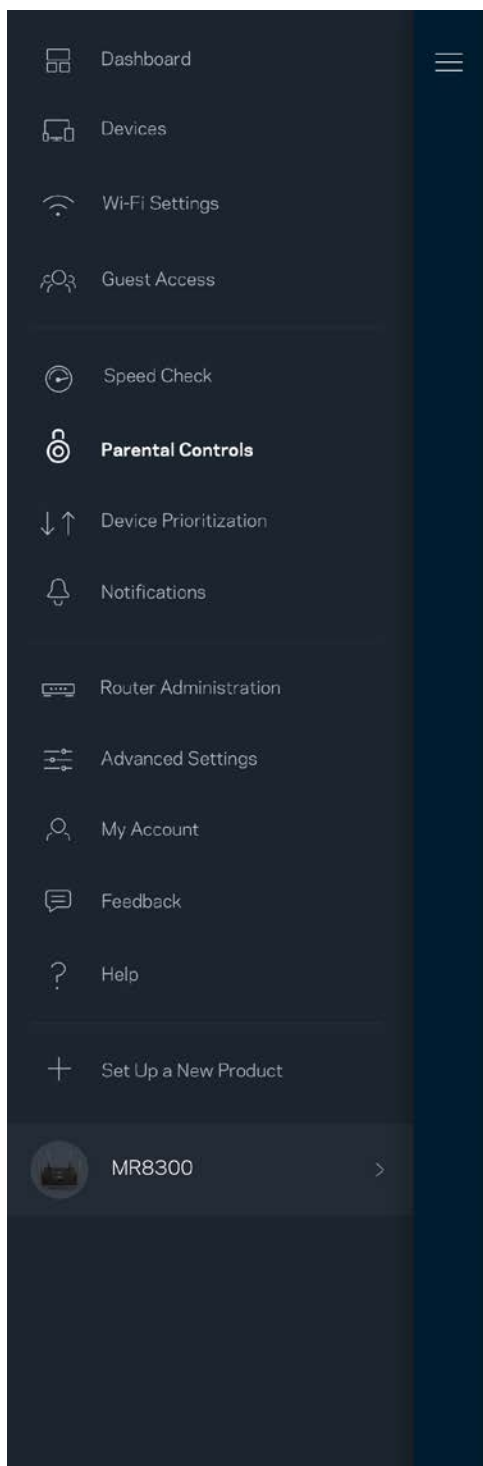 Dashboard
Devices
Wi-Fi Settings
Guest Access
Speed Check
Parental Controls
Device Prioritization
Notifications
Router Administration
Advanced Settings
My Account
Feedback
Help
Set Up a New Product
MR8300